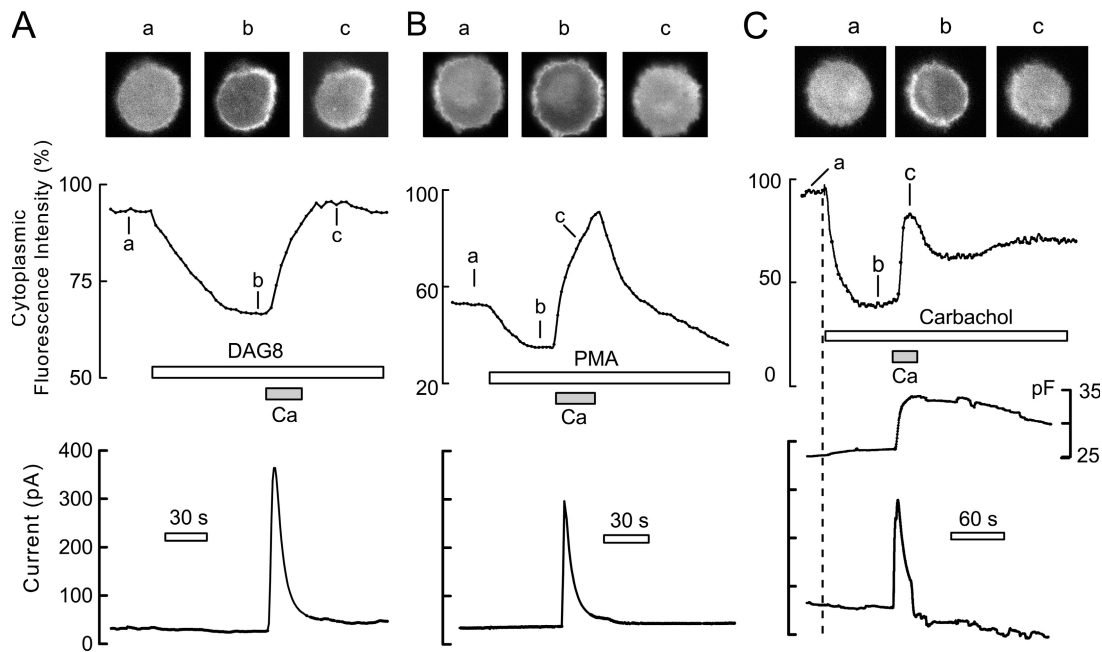 A
a
b
c
B
a
b
c
C
a
b
c
Cytoplasmic
Fluorescence Intensity (%)
100
75
50
a
b
c
DAG8
Ca
100
60
20
a
b
c
PMA
Ca
100
50
0
a
b
c
Carbachol
Ca
pF
35
25
Current (pA)
400
300
200
100
0
30 s
30 s
60 s